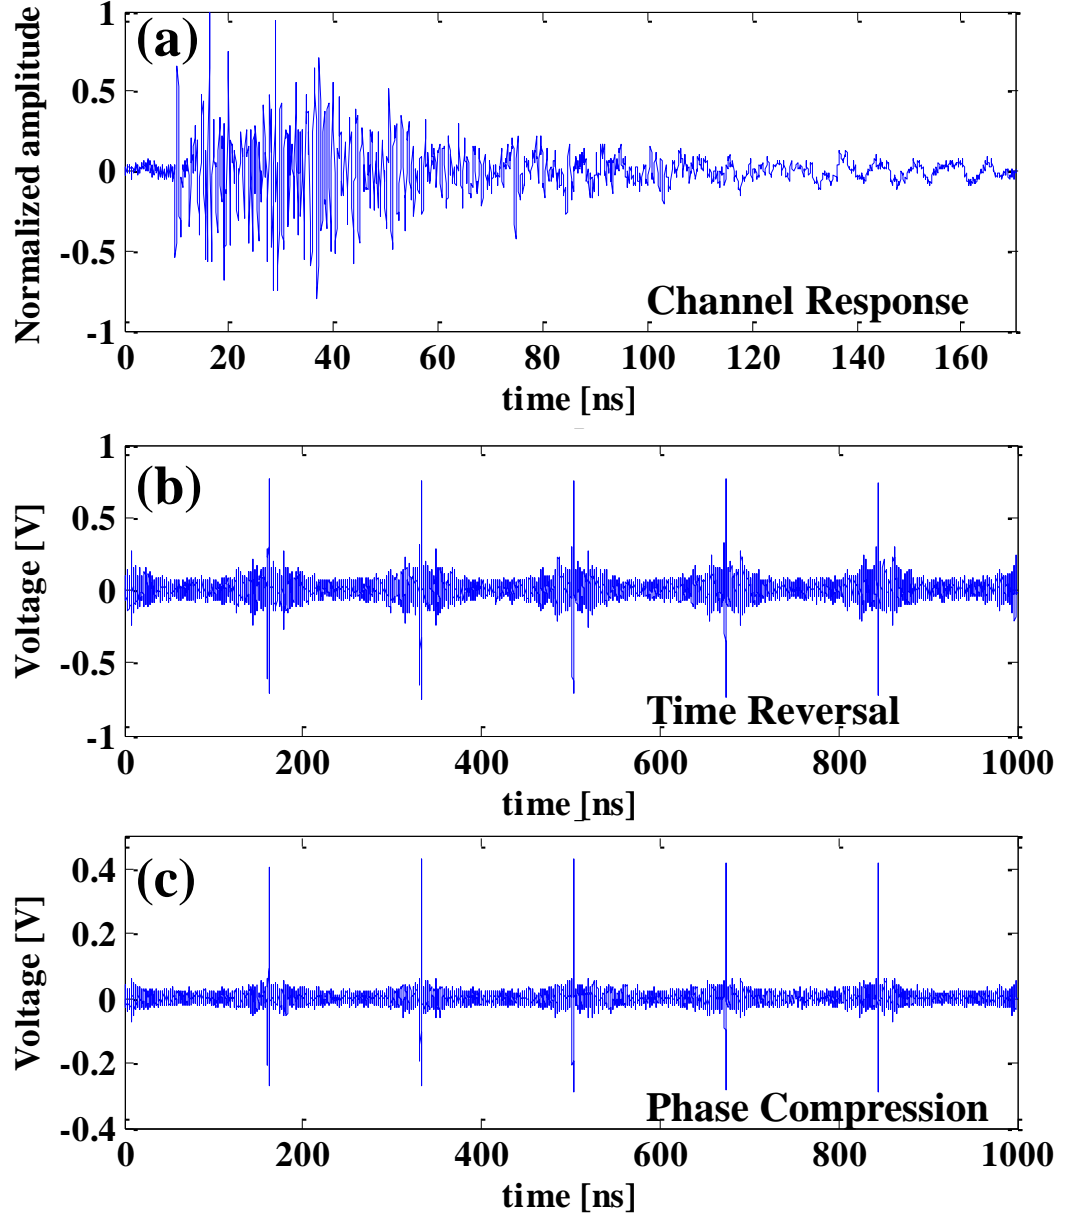 (a)
Normalized amplitude
1
0.5
0
-0.5
-1
Channel Response
0 20 40 60 80 100 120 140 160
time [ns]
(b)
Voltage [V]
1
0.5
0
-0.5
-1
Time Reversal
0 200 400 600 800 1000
time [ns]
(c)
Voltage [V]
0.4
0.2
0
-0.2
-0.4
Phase Compression
0 200 400 600 800 1000
time [ns]